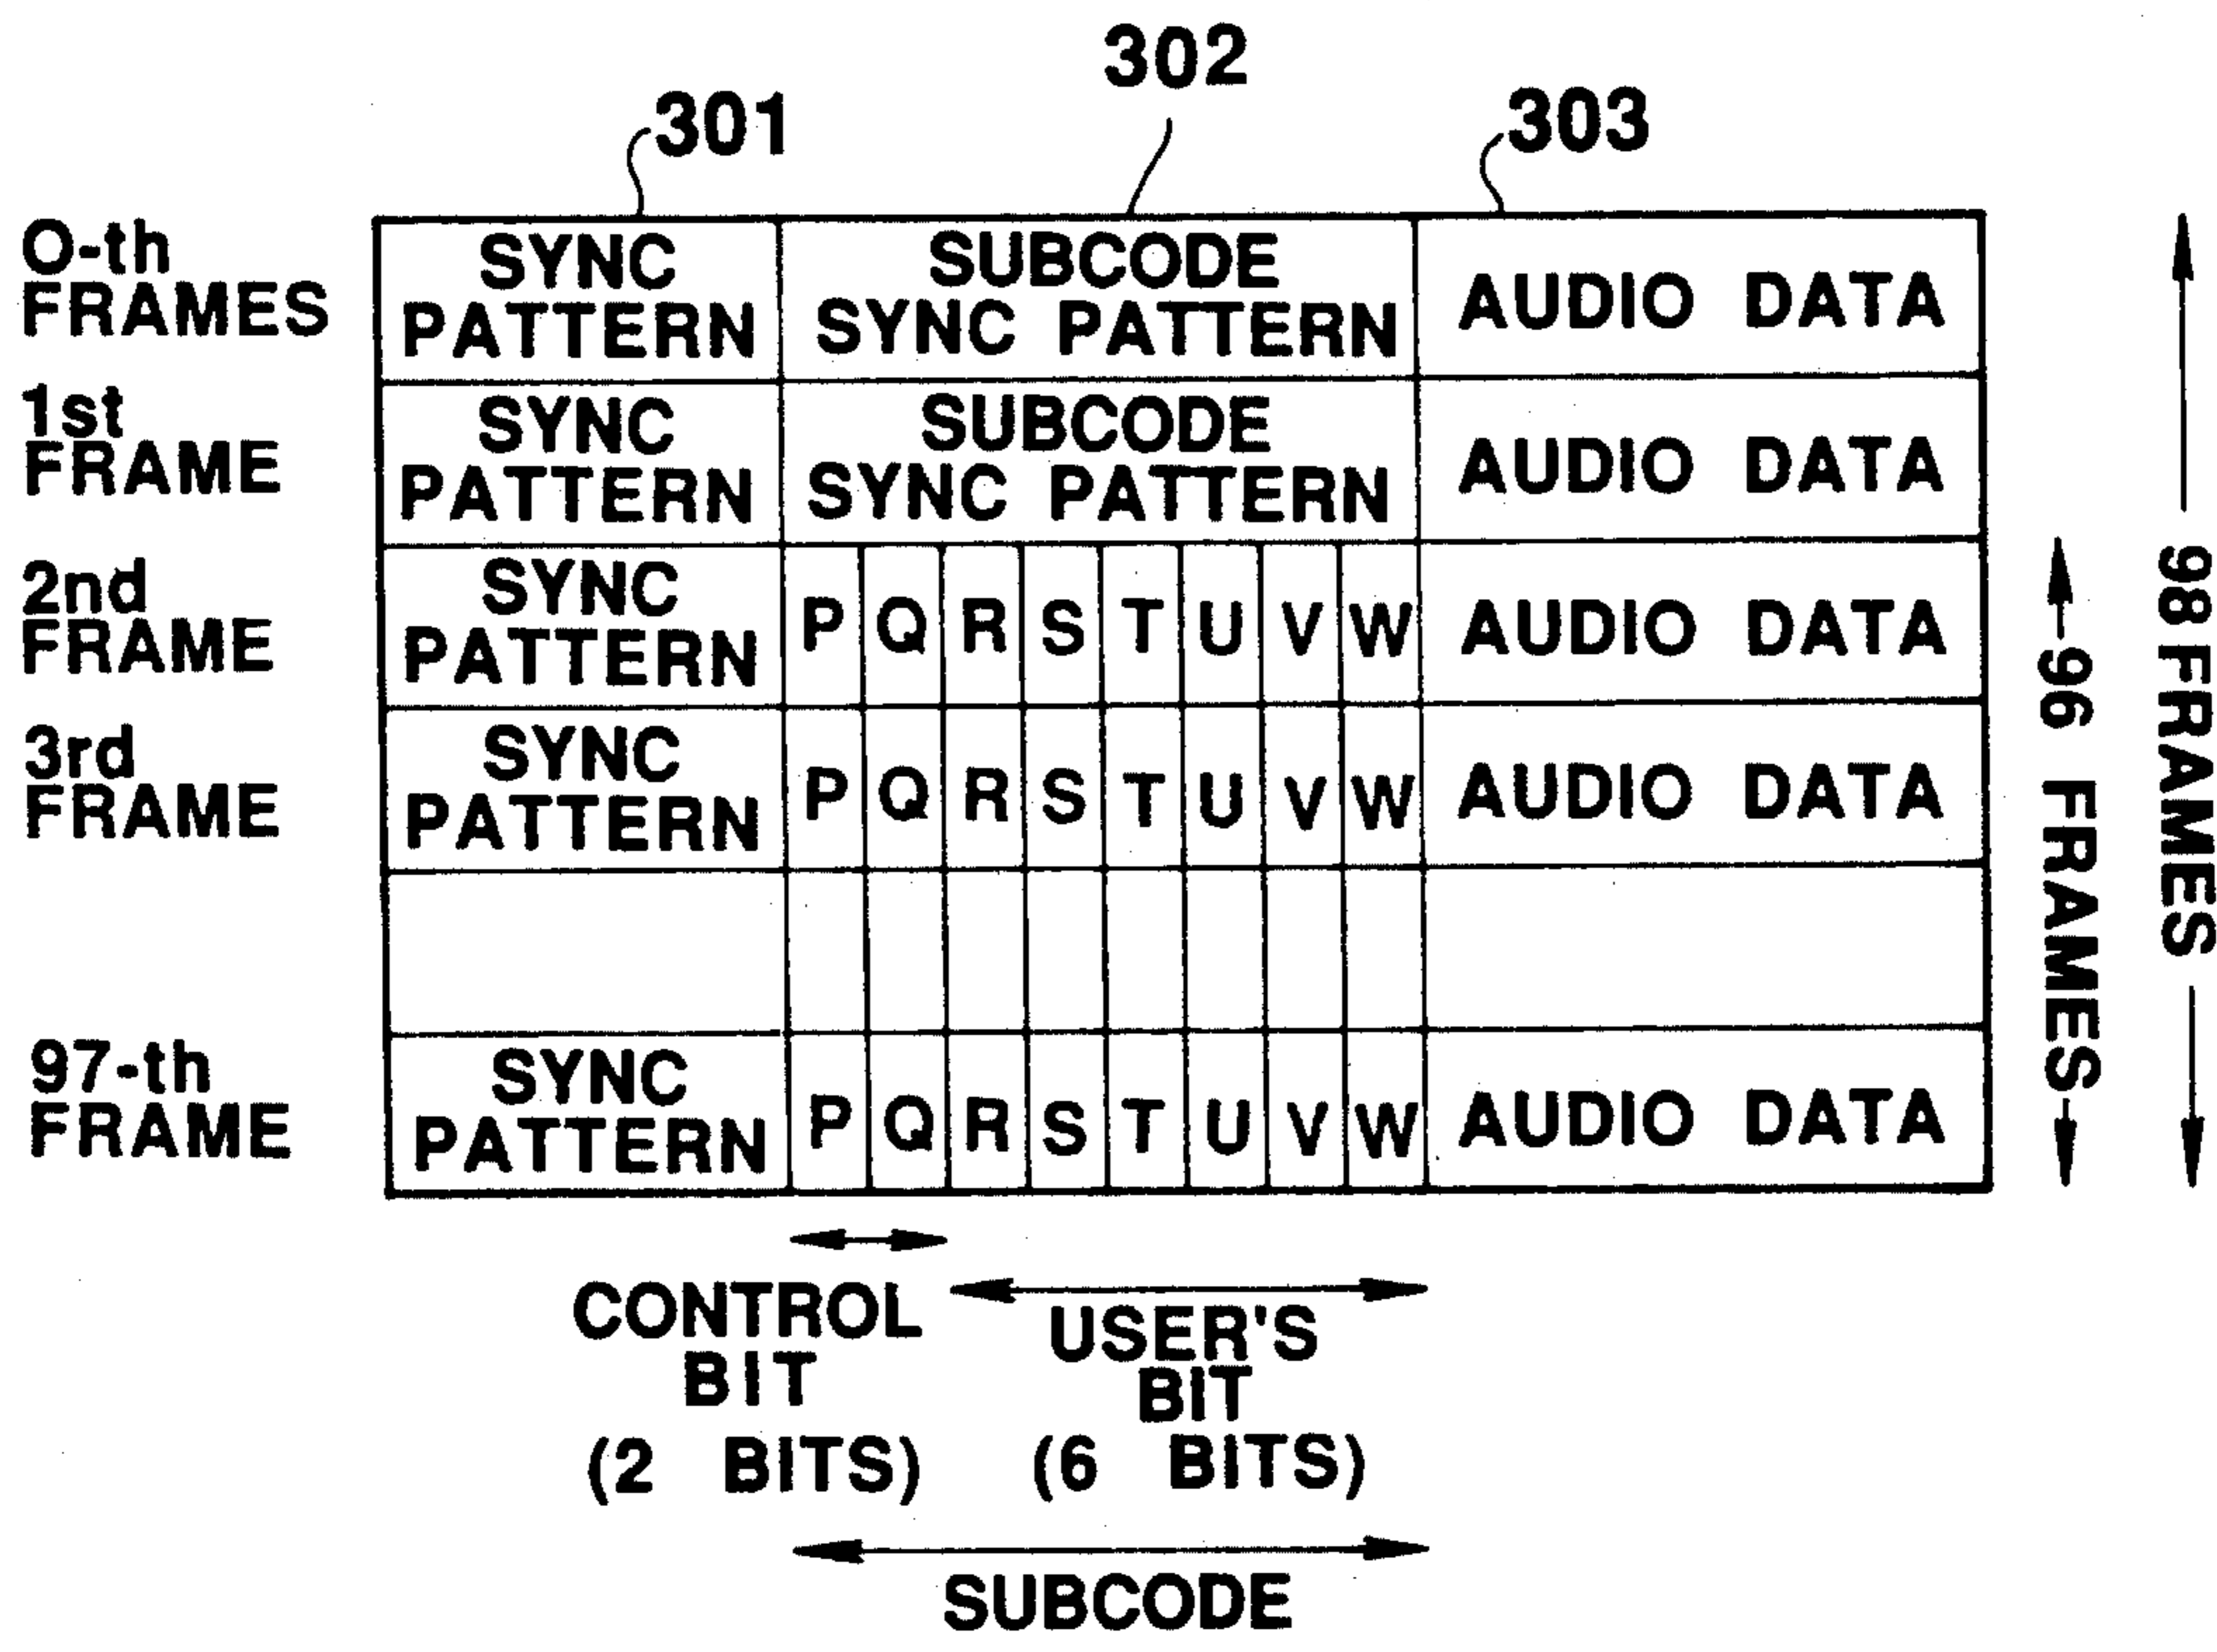 302
301
303
O-th
FRAMES
SYNC
PATTERN
SUBCODE
SYNC PATTERN
AUDIO DATA
1st
FRAME
SYNC
PATTERN
SUBCODE
SYNC PATTERN
AUDIO DATA
2nd
FRAME
SYNC
PATTERN
P Q R S T U V W
AUDIO DATA
3rd
FRAME
SYNC
PATTERN
P Q R S T U V W
AUDIO DATA
97-th
FRAME
SYNC
PATTERN
P Q R S T U V W
AUDIO DATA
96 FRAMES
98 FRAMES
CONTROL
BIT
(2 BITS)
USER'S
BIT
(6 BITS)
SUBCODE